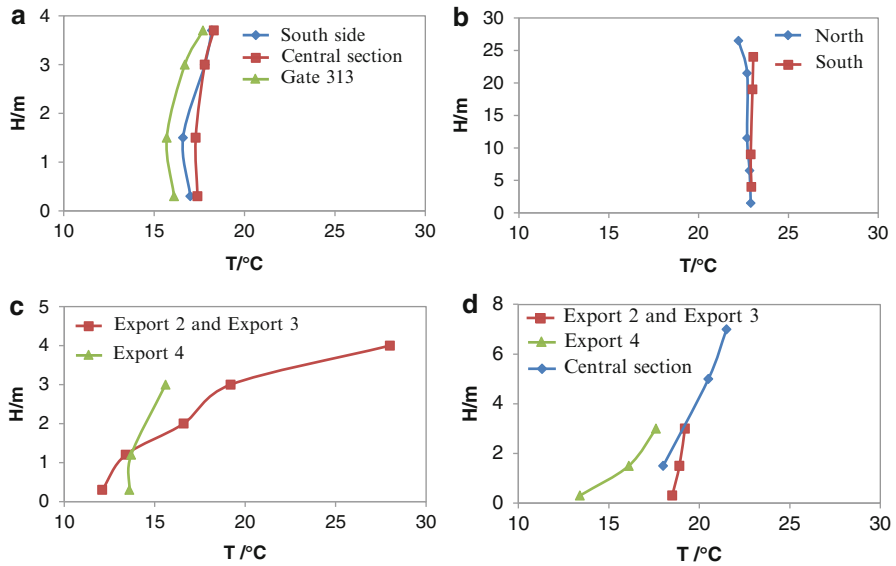 a
South side
Central section
Gate 313
H/m
4
3
2
1
0
10 15 20 25 30
T/°C
b
North
South
H/m
30
25
20
15
10
5
0
10 15 20 25 30
T/°C
c
Export 2 and Export 3
Export 4
H/m
5
4
3
2
1
0
10 15 20 25 30
T /°C
d
Export 2 and Export 3
Export 4
Central section
H/m
8
6
4
2
0
10 15 20 25 30
T /°C